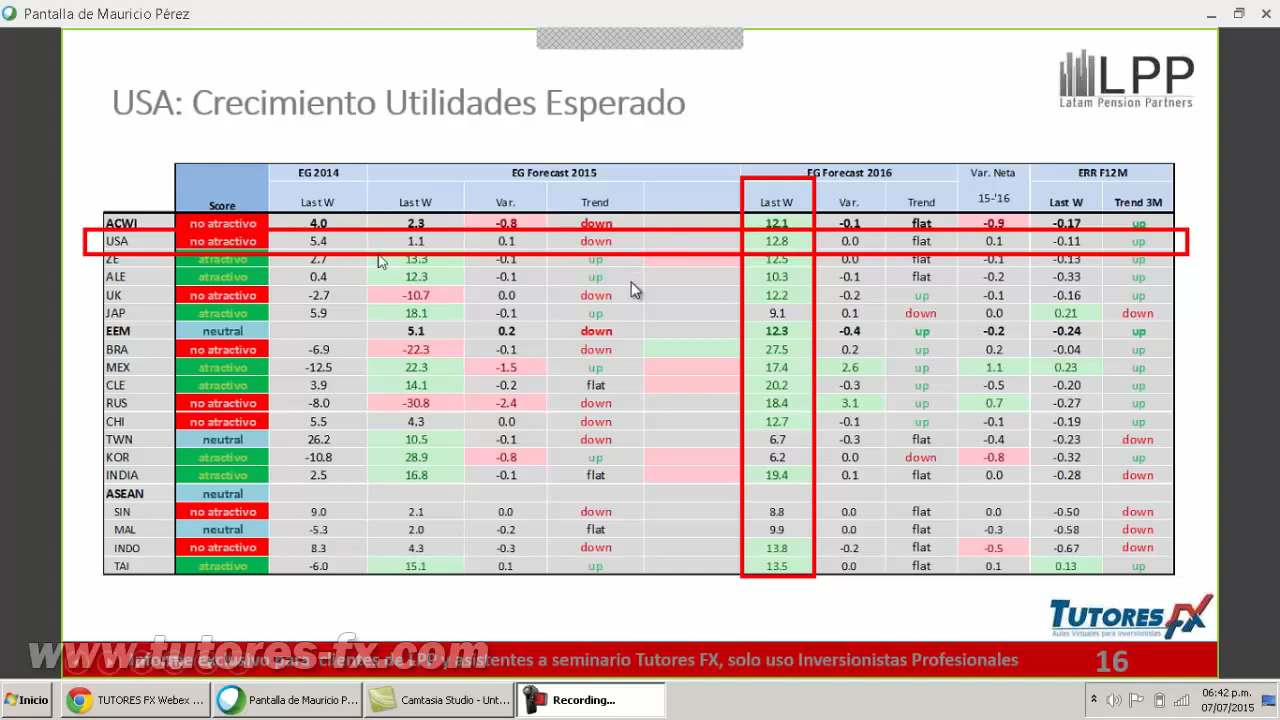 Pantalla de Mauricio Pérez
USA: Crecimiento Utilidades Esperado
LPP
Latam Pension Partners
EG 2014 EG Forecast 2015 EG Forecast 2016 Var. Neta ERR F12M
Score Last W Last W Var. Trend Last W Var. Trend 15-'16 Last W Trend 3M
ACWI no atractivo 4.0 2.3 -0.8 down 12.1 -0.1 flat -0.9 -0.17 up
USA no atractivo 5.4 1.1 0.1 down 12.8 0.0 flat 0.1 -0.11 up
ZE atractivo 2.7 13.3 -0.1 up 12.5 0.0 flat -0.1 -0.13 up
ALE atractivo 0.4 12.3 -0.1 up 10.3 -0.1 flat -0.2 -0.33 up
UK no atractivo -2.7 -10.7 0.0 down 12.2 -0.2 up -0.1 -0.16 up
JAP atractivo 5.9 18.1 -0.1 up 9.1 0.1 down 0.0 0.21 down
EEM neutral 5.1 0.2 down 12.3 -0.4 up -0.2 -0.24 up
BRA no atractivo -6.9 -22.3 -0.1 down 27.5 0.2 up 0.2 -0.04 up
MEX atractivo -12.5 22.3 -1.5 up 17.4 2.6 up 1.1 0.23 up
CLE atractivo 3.9 14.1 -0.2 flat 20.2 -0.3 up -0.5 -0.20 up
RUS no atractivo -8.0 -30.8 -2.4 down 18.4 3.1 up 0.7 -0.27 up
CHI no atractivo 5.5 4.3 0.0 down 12.7 -0.1 up -0.1 -0.19 up
TWN neutral 26.2 10.5 -0.1 down 6.7 -0.3 flat -0.4 -0.23 down
KOR atractivo -10.8 28.9 -0.8 up 6.2 0.0 down -0.8 -0.32 up
INDIA atractivo 2.5 16.8 -0.1 flat 19.4 0.1 flat 0.0 -0.28 down
ASEAN neutral
SIN no atractivo 9.0 2.1 0.0 down 8.8 0.0 flat 0.0 -0.50 down
MAL neutral -5.3 2.0 -0.2 flat 9.9 0.0 flat -0.3 -0.58 down
INDO no atractivo 8.3 4.3 -0.3 down 13.8 -0.2 flat -0.5 -0.67 down
TAI atractivo -6.0 15.1 0.1 up 13.5 0.0 flat 0.1 0.13 up
TUTORES FX
Aulas Virtuales para Inversionistas
www.tutores-fx.com
Informe exclusivo para clientes de LPP y asistentes a seminario Tutores FX, solo uso Inversionistas Profesionales 16
Inicio TUTORES FX Webex ... Pantalla de Mauricio P... Camtasia Studio - Unt... Recording... 06:42 p.m.
07/07/2015